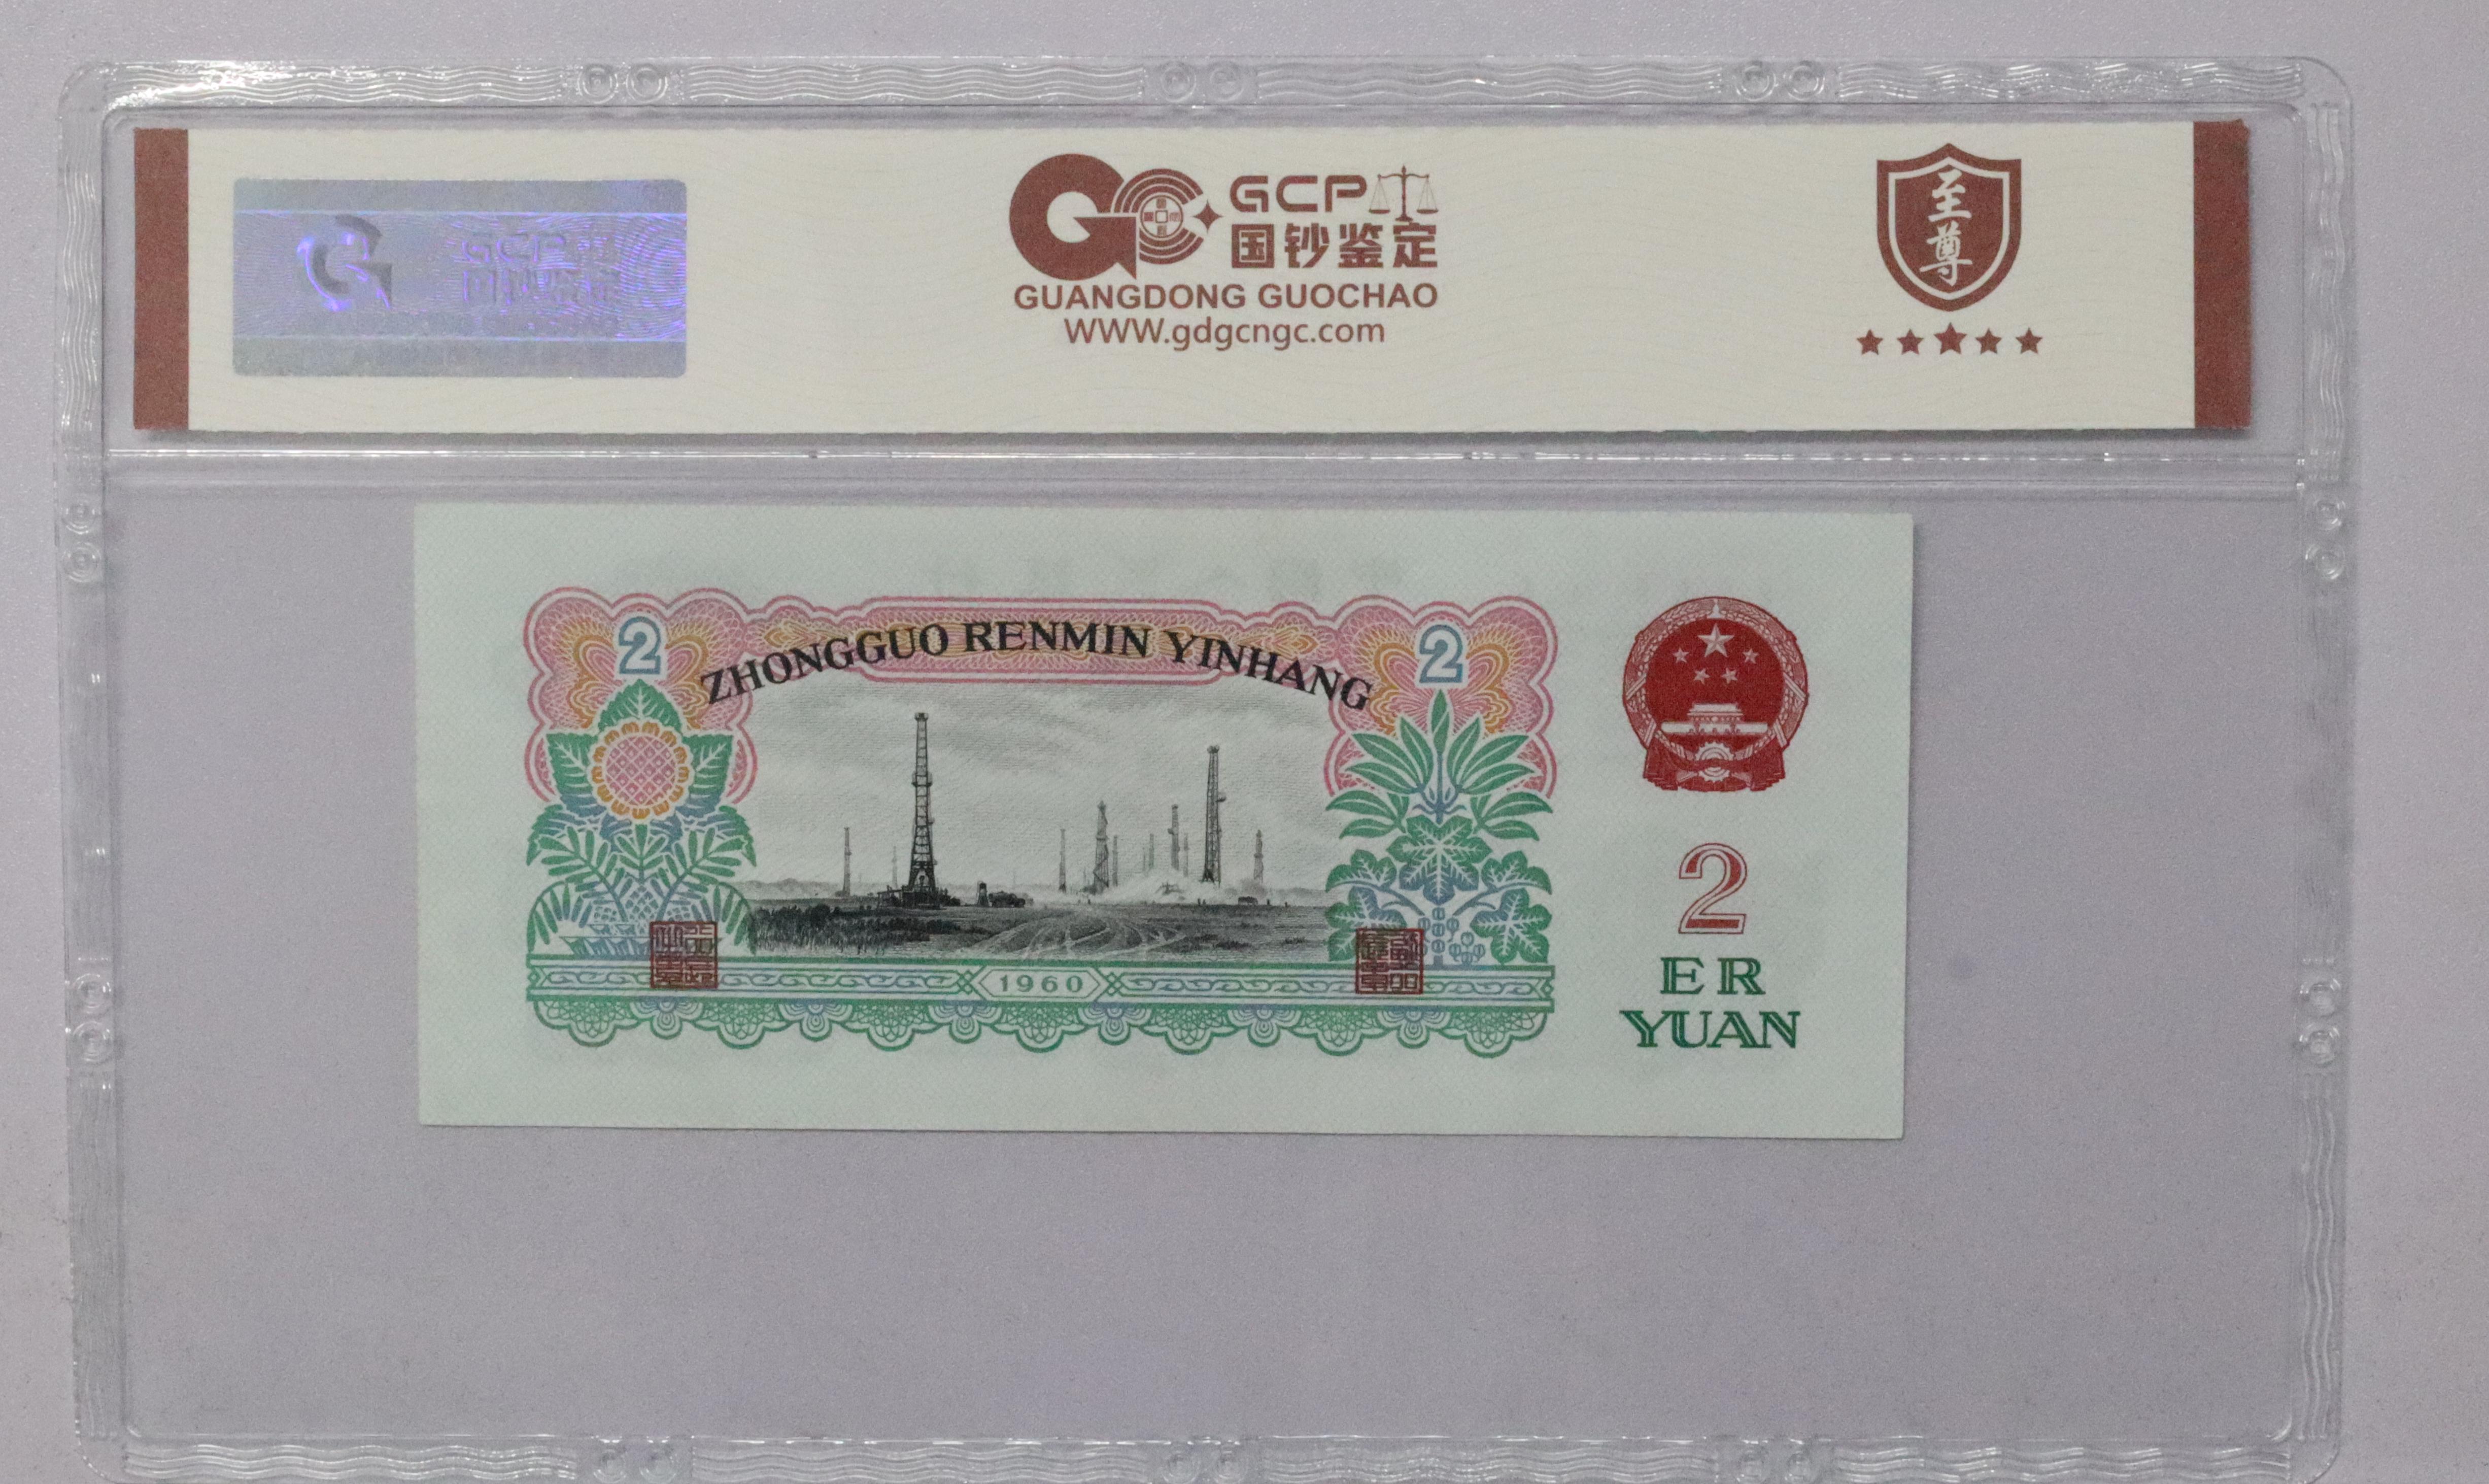 GCP
国钞鉴定
GUANGDONG GUOCHAO
WWW.gdgcngc.com
至尊
GCP
ZHONGGUO RENMIN YINHANG
2
2
1960
2
ER
YUAN